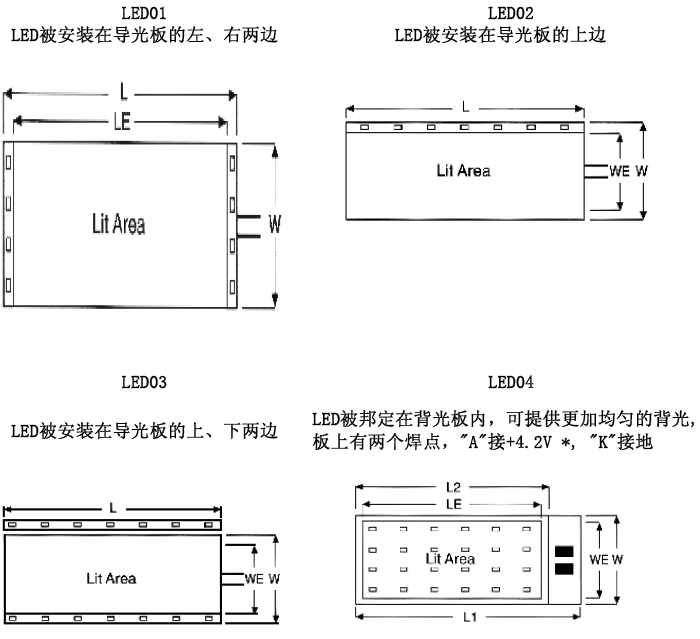 LED01
LED被安装在导光板的左、右两边
L
LE
Lit Area
W
LED02
LED被安装在导光板的上边
L
Lit Area
WE W
LED03
LED被安装在导光板的上、下两边
L
Lit Area
WE W
LED04
LED被邦定在背光板内，可提供更加均匀的背光,
板上有两个焊点，"A"接+4.2V *, "K"接地
L2
LE
Lit Area
WE W
L1